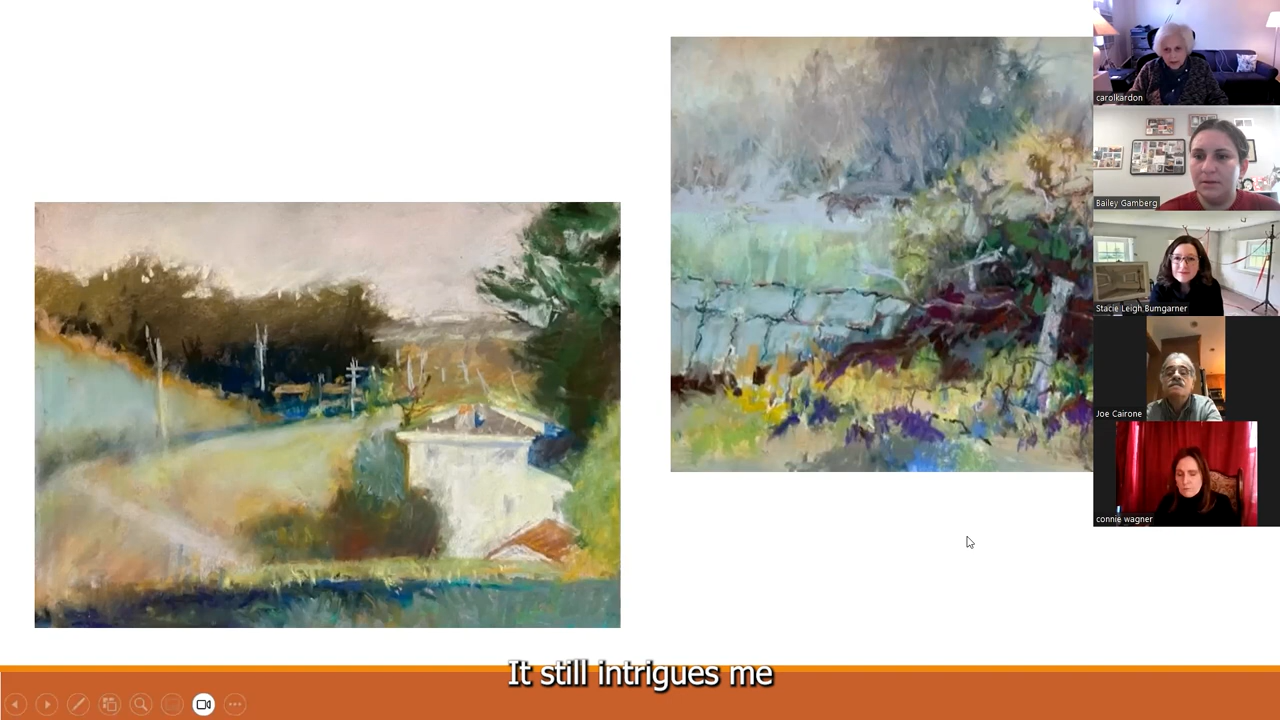 carolkardon
Bailey Gamberg
Stacie Leigh Bumgarner
Joe Cairone
connie wagner
It still intrigues me